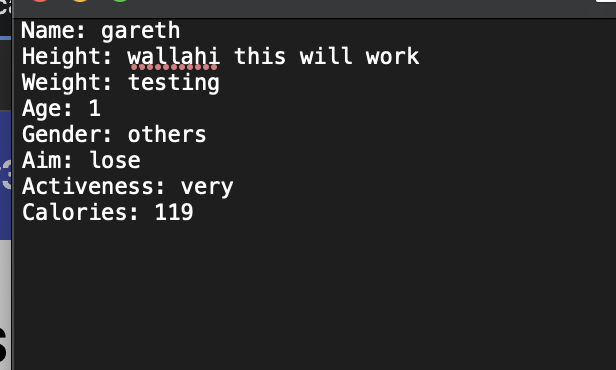 Name: gareth
Height: wallahi this will work
Weight: testing
Age: 1
Gender: others
Aim: lose
Activeness: very
Calories: 119